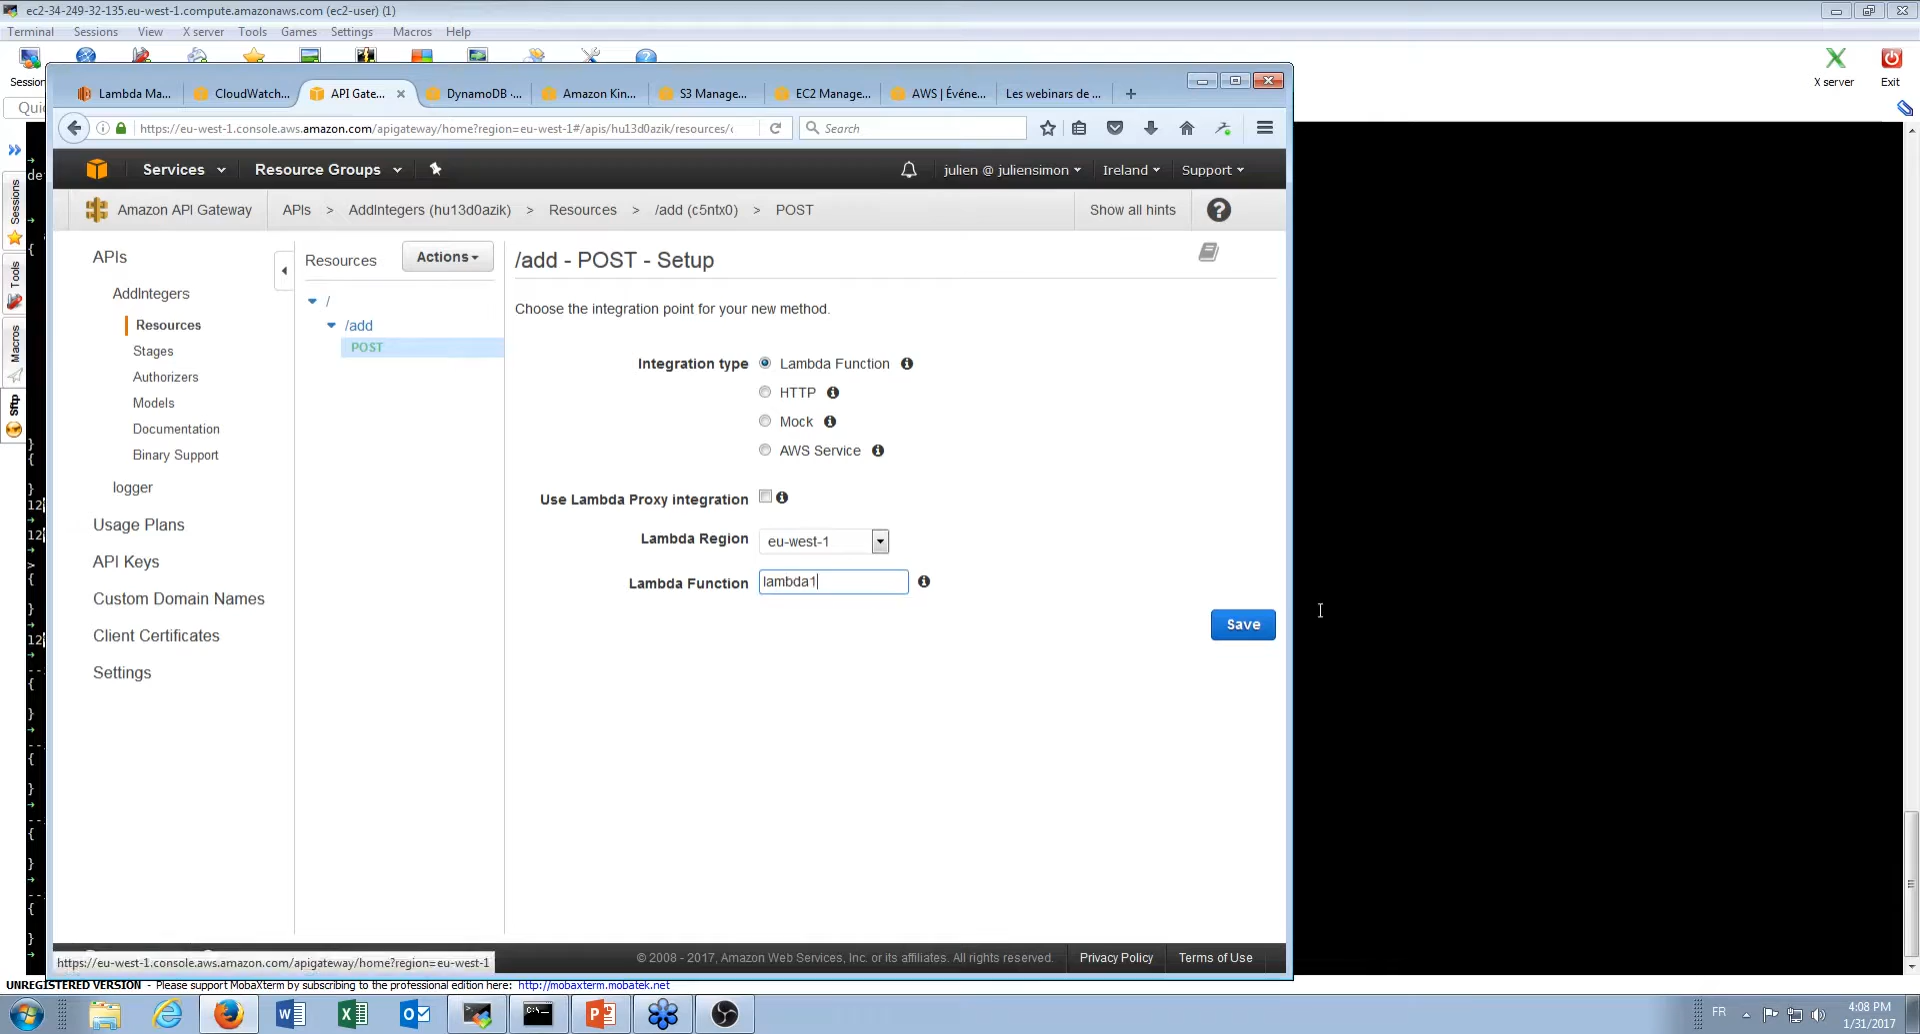 ec2-34-249-32-135.eu-west-1.compute.amazonaws.com (ec2-user) (1)
Terminal Sessions View X server Tools Games Settings Macros Help
Session
X server Exit
Quic
Lambda Ma... CloudWatch... API Gate... DynamoDB ·... Amazon Kin... S3 Manage... EC2 Manage... AWS | Événe... Les webinars de ...
https://eu-west-1.console.aws.amazon.com/apigateway/home?region=eu-west-1#/apis/hu13d0azik/resources/c
Search
Services Resource Groups julien @ juliensimon Ireland Support
Amazon API Gateway APIs > AddIntegers (hu13d0azik) > Resources > /add (c5ntx0) > POST Show all hints
Sessions
Tools
Macros
Sftp
de
{
}
{
}
12
12
>
{
}
12
{
}
{
}
{
}
{
}
APIs
AddIntegers
Resources
Stages
Authorizers
Models
Documentation
Binary Support
logger
Usage Plans
API Keys
Custom Domain Names
Client Certificates
Settings
Resources Actions
/
/add
POST
/add - POST - Setup
Choose the integration point for your new method.
Integration type Lambda Function
HTTP
Mock
AWS Service
Use Lambda Proxy integration
Lambda Region eu-west-1
Lambda Function lambda1
Save
https://eu-west-1.console.aws.amazon.com/apigateway/home?region=eu-west-1
© 2008 - 2017, Amazon Web Services, Inc. or its affiliates. All rights reserved. Privacy Policy Terms of Use
UNREGISTERED VERSION - Please support MobaXterm by subscribing to the professional edition here: http://mobaxterm.mobatek.net
FR
4:08 PM
1/31/2017